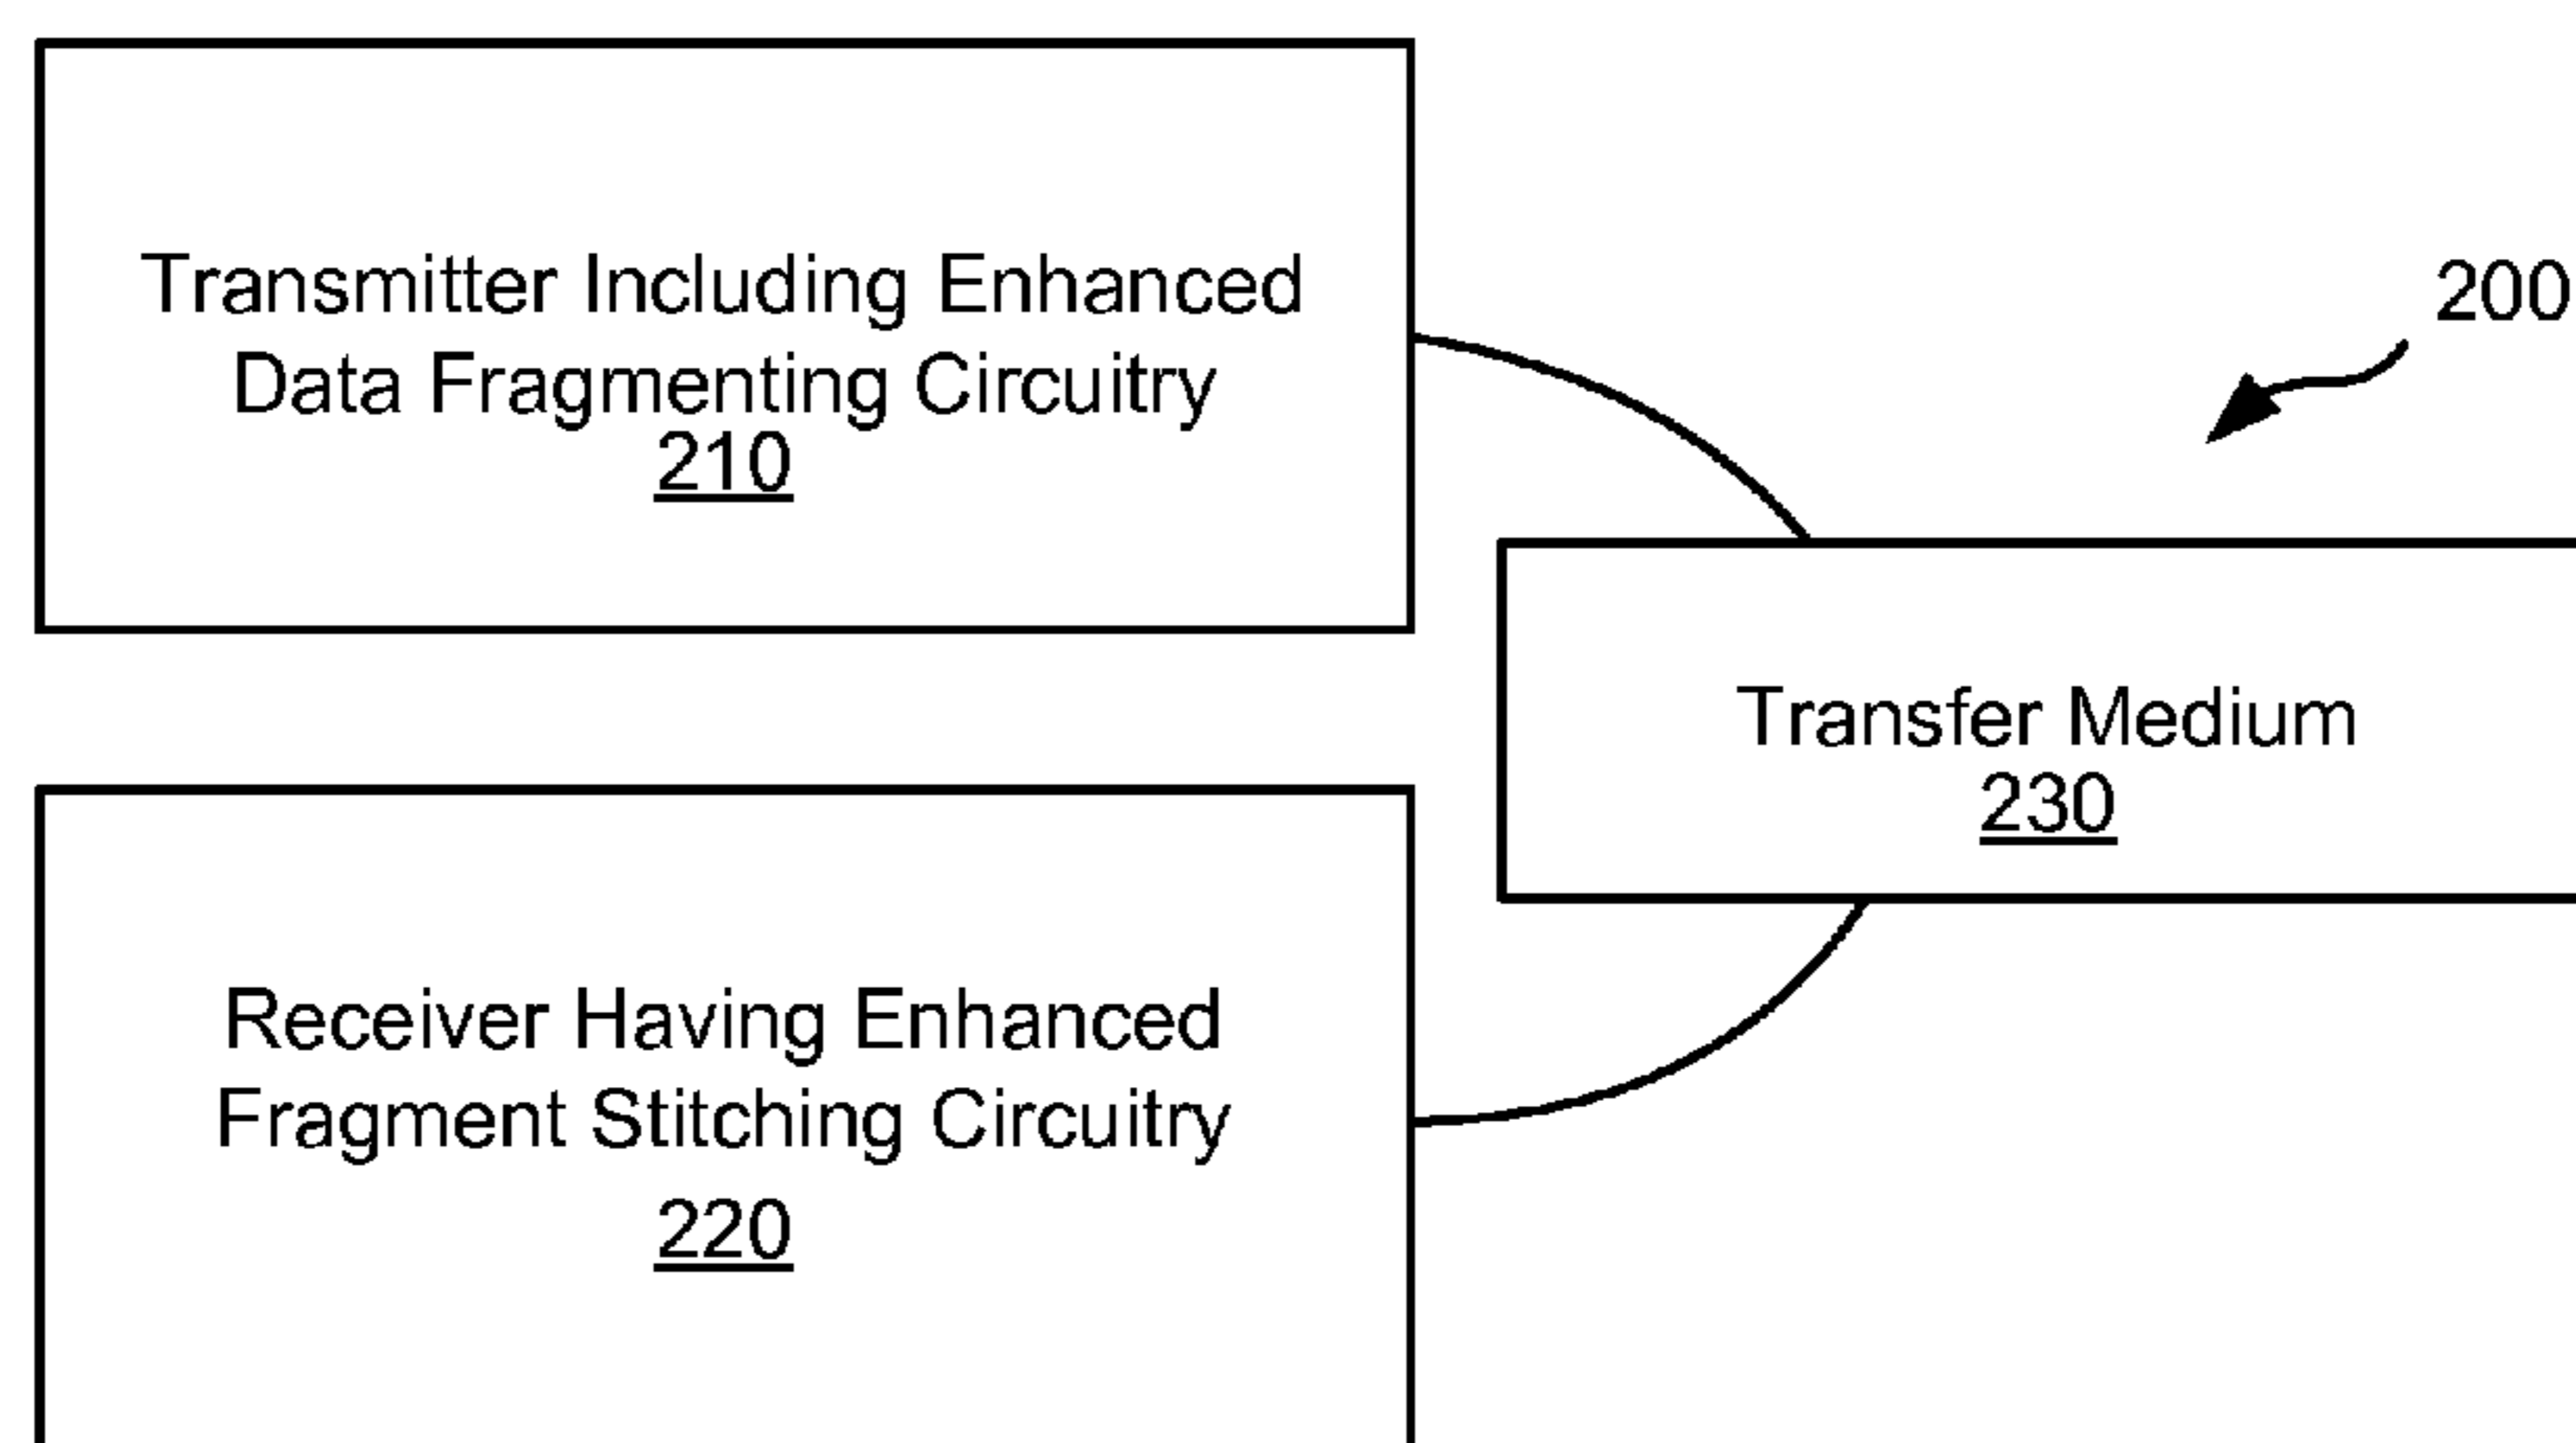 Transmitter Including Enhanced
Data Fragmenting Circuitry
210
200
Transfer Medium
230
Receiver Having Enhanced
Fragment Stitching Circuitry
220